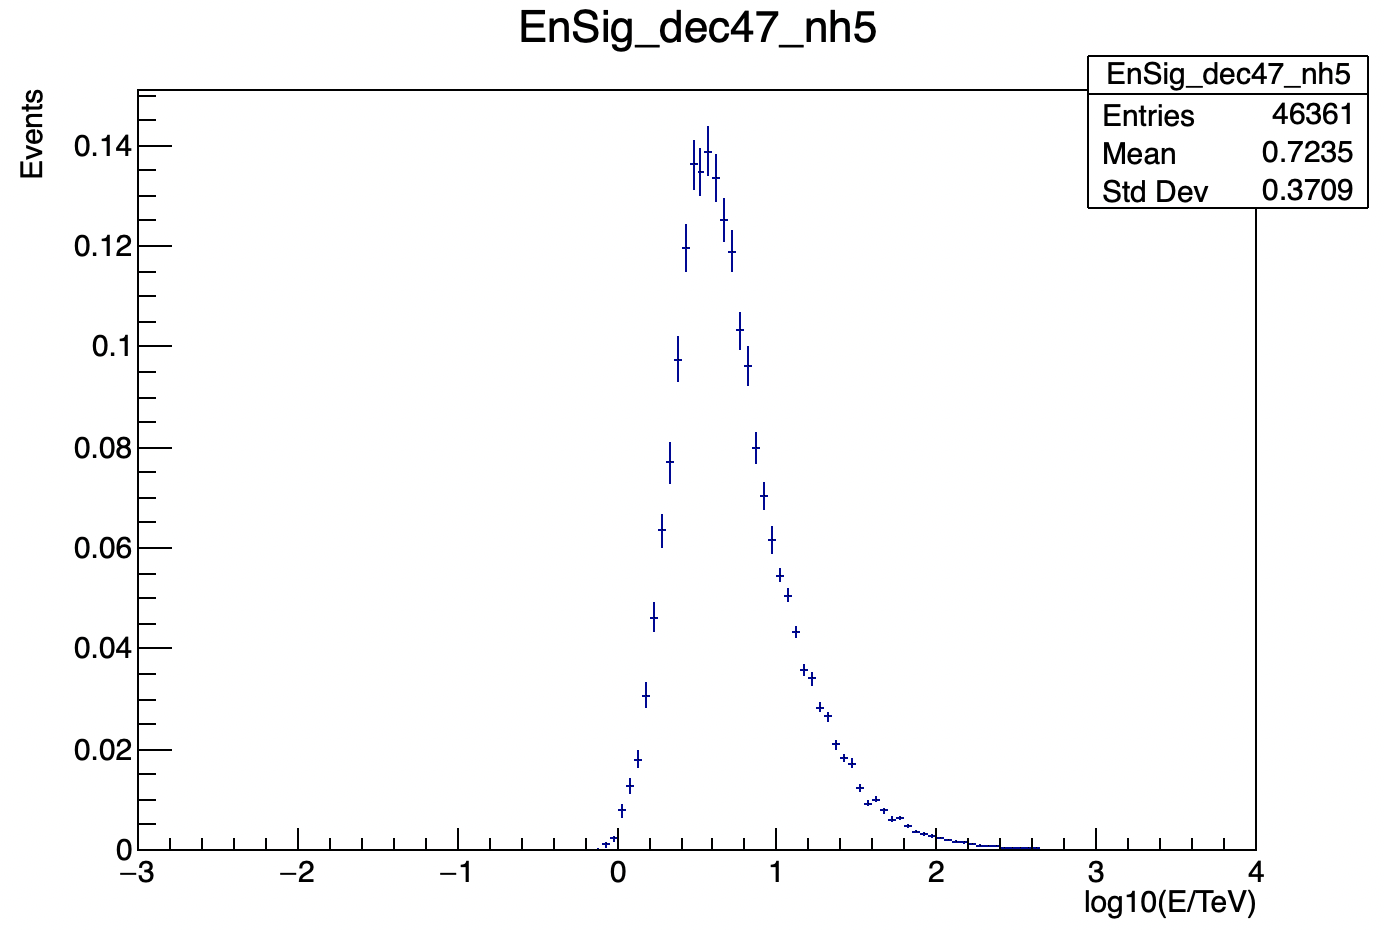 EnSig_dec47_nh5
EnSig_dec47_nh5
Entries 46361
Mean 0.7235
Std Dev 0.3709
Events
0.14
0.12
0.1
0.08
0.06
0.04
0.02
0
−3 −2 −1 0 1 2 3 4
log10(E/TeV)